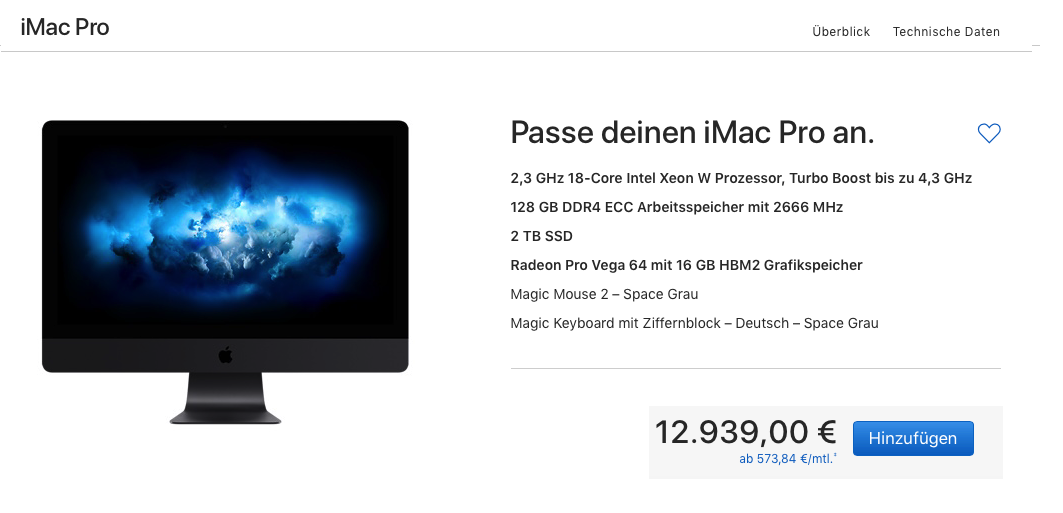 iMac Pro
Überblick Technische Daten
Passe deinen iMac Pro an.
2,3 GHz 18-Core Intel Xeon W Prozessor, Turbo Boost bis zu 4,3 GHz
128 GB DDR4 ECC Arbeitsspeicher mit 2666 MHz
2 TB SSD
Radeon Pro Vega 64 mit 16 GB HBM2 Grafikspeicher
Magic Mouse 2 – Space Grau
Magic Keyboard mit Ziffernblock – Deutsch – Space Grau
12.939,00 € Hinzufügen
ab 573,84 €/mtl.